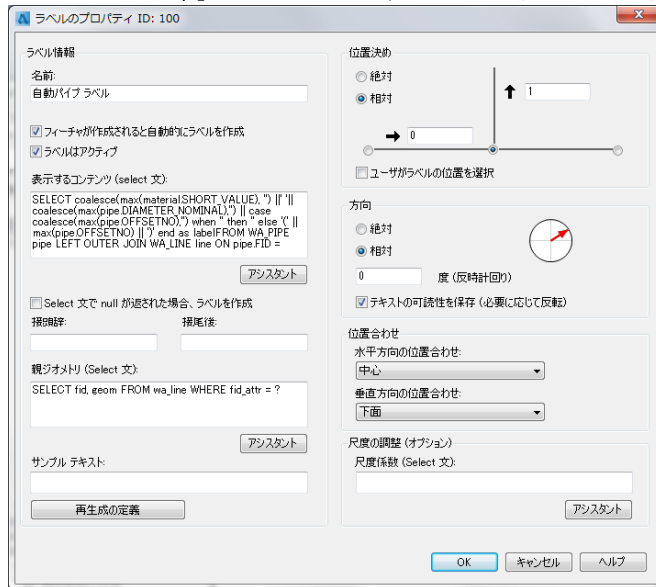 ラベルのプロパティ ID: 100
ラベル情報
名前:
自動パイプ ラベル
フィーチャが作成されると自動的にラベルを作成
ラベルはアクティブ
表示するコンテンツ (select 文):
SELECT coalesce(max(material.SHORT_VALUE), '') || ' '||
coalesce(max(pipe.DIAMETER_NOMINAL),'') || case
coalesce(max(pipe.OFFSETNO),'') when '' then '' else '(' ||
max(pipe.OFFSETNO) || ')' end as labelFROM WA_PIPE
pipe LEFT OUTER JOIN WA_LINE line ON pipe.FID =
アシスタント
Select 文で null が返された場合、ラベルを作成
接頭辞:
接尾後:
親ジオメトリ (Select 文):
SELECT fid, geom FROM wa_line WHERE fid_attr = ?
アシスタント
サンプル テキスト:
再生成の定義
位置決め
絶対
相対
1
0
ユーザがラベルの位置を選択
方向
絶対
相対
0
度 (反時計回り)
テキストの可読性を保存 (必要に応じて反転)
位置合わせ
水平方向の位置合わせ:
中心
垂直方向の位置合わせ:
下面
尺度の調整 (オプション)
尺度係数 (Select 文):
アシスタント
OK
キャンセル
ヘルプ